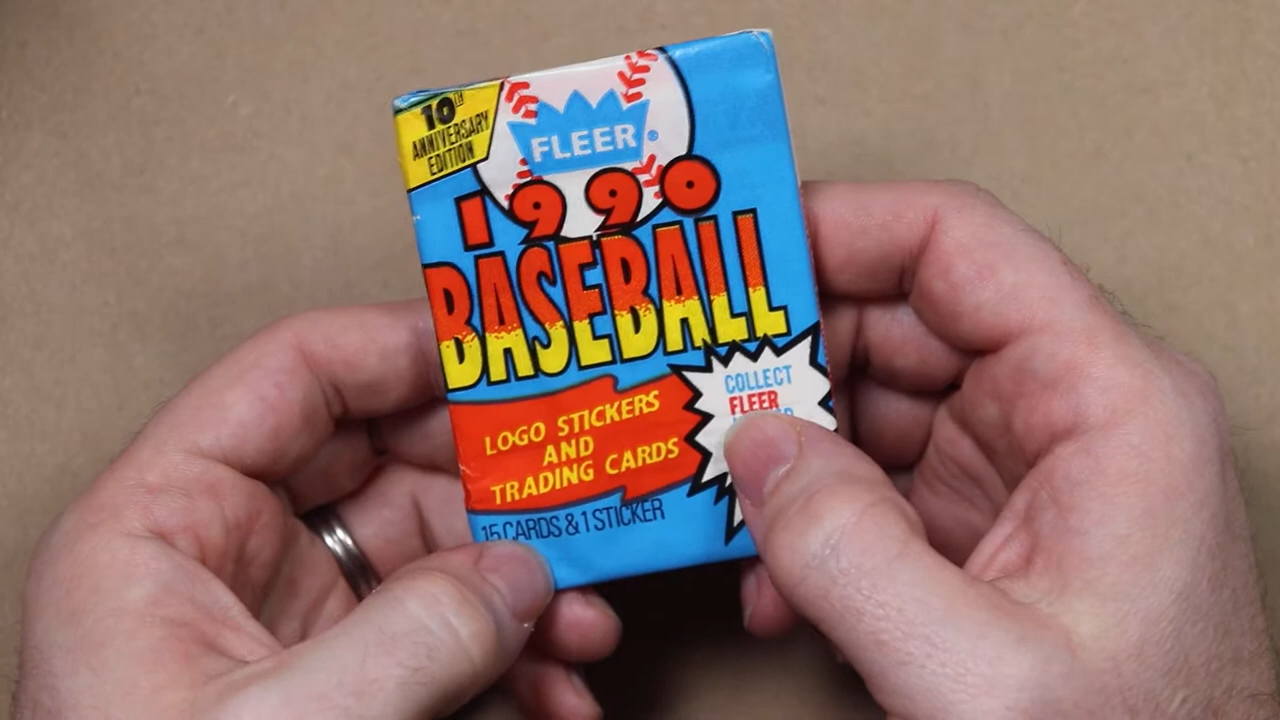 10TH
ANNIVERSARY
EDITION
FLEER
1990
BASEBALL
COLLECT
FLEER
LOGO STICKERS
AND
TRADING CARDS
15 CARDS & 1 STICKER